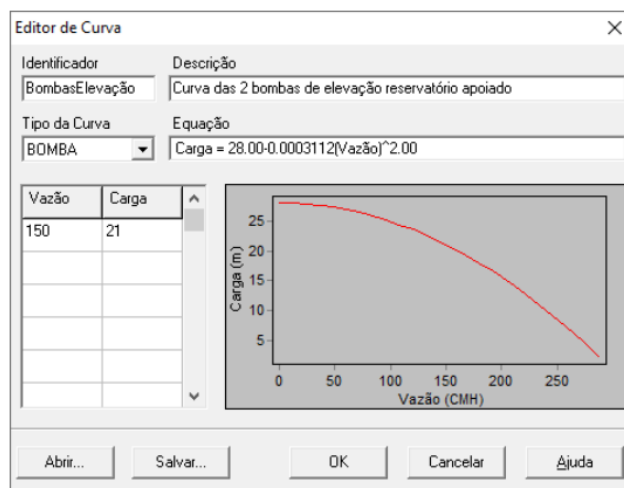 Editor de Curva
Identificador Descrição
BombasElevação Curva das 2 bombas de elevação reservatório apoiado
Tipo da Curva Equação
BOMBA Carga = 28.00-0.0003112(Vazão)^2.00
Vazão Carga
150 21
Carga (m)
25
20
15
10
5
0 50 100 150 200 250
Vazão (CMH)
Abrir... Salvar... OK Cancelar Ajuda